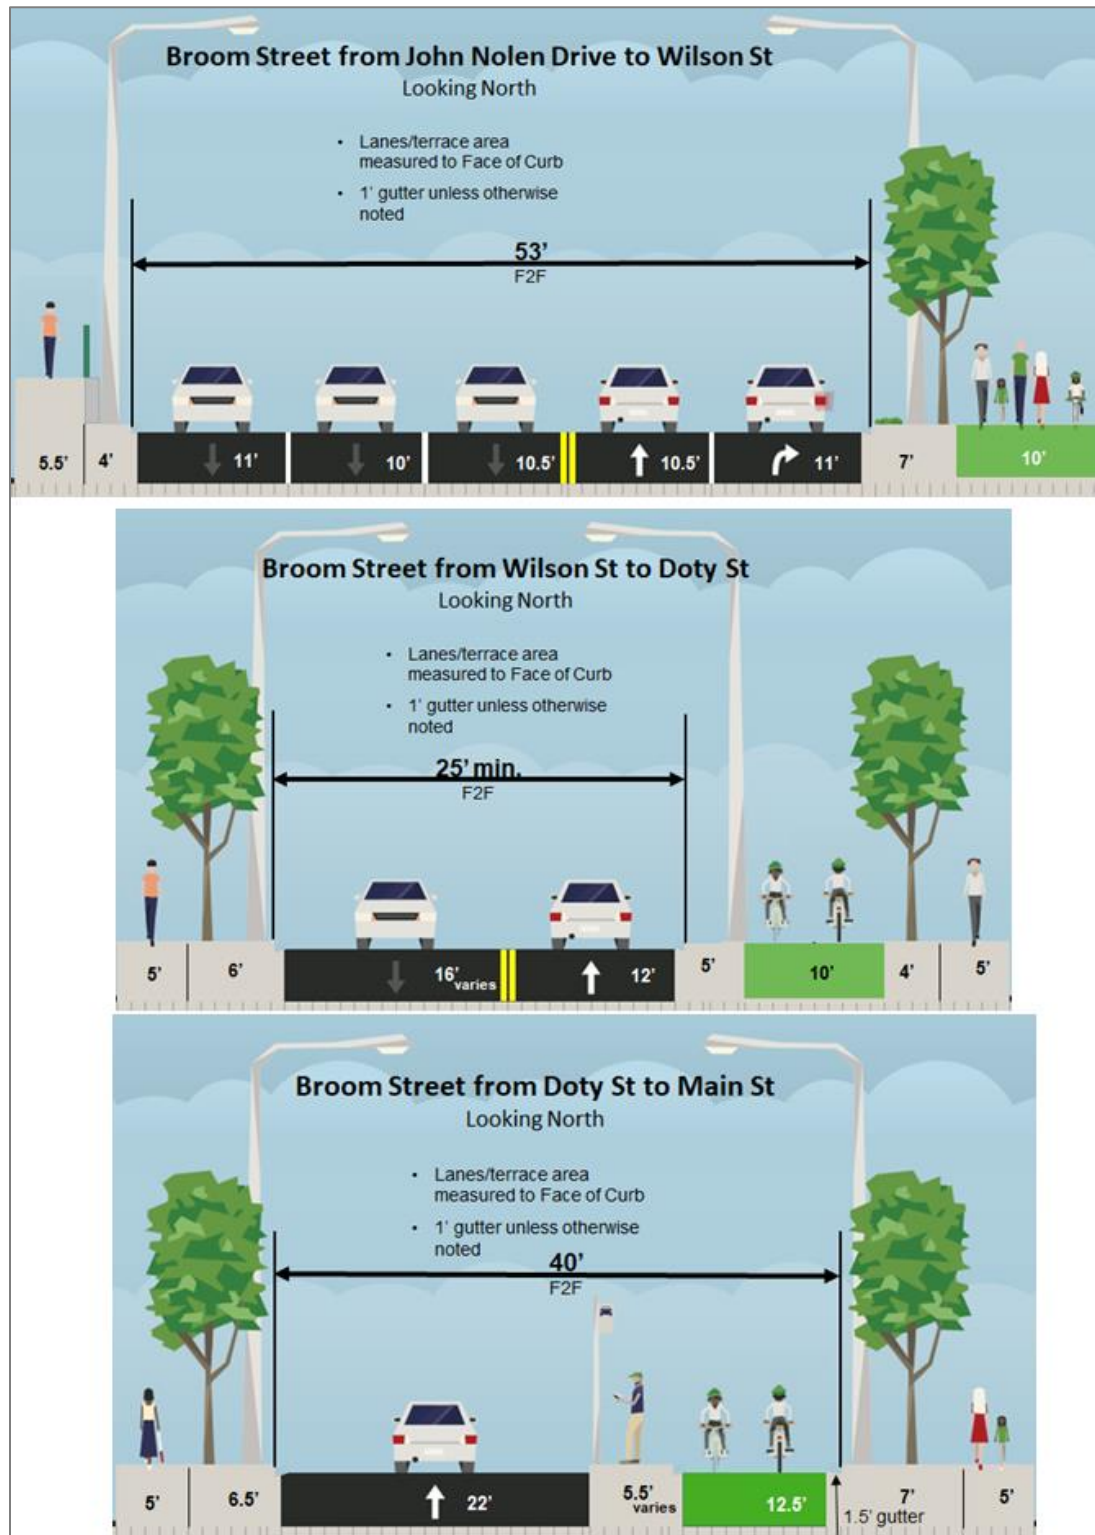 Broom Street from John Nolen Drive to Wilson St
Looking North
• Lanes/terrace area
measured to Face of Curb
• 1' gutter unless otherwise
noted
53'
F2F
5.5' 4' 11' 10' 10.5' 10.5' 11' 7' 10'
Broom Street from Wilson St to Doty St
Looking North
• Lanes/terrace area
measured to Face of Curb
• 1' gutter unless otherwise
noted
25' min.
F2F
5' 6' 16' varies 12' 5' 10' 4' 5'
Broom Street from Doty St to Main St
Looking North
• Lanes/terrace area
measured to Face of Curb
• 1' gutter unless otherwise
noted
40'
F2F
5' 6.5' 22' 5.5' varies 12.5' 7' 5'
1.5' gutter